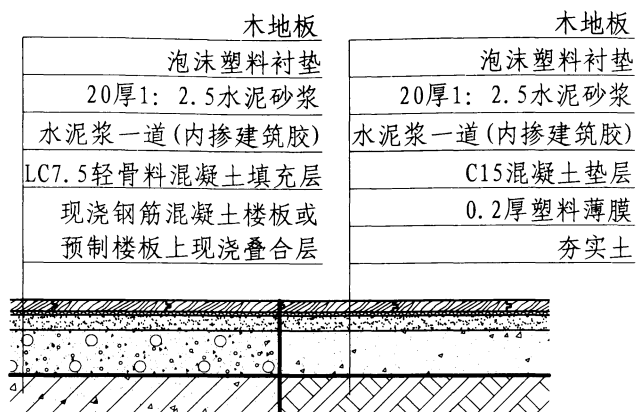 木地板
泡沫塑料衬垫
20厚1：2.5水泥砂浆
水泥浆一道(内掺建筑胶)
LC7.5轻骨料混凝土填充层
现浇钢筋混凝土楼板或
预制楼板上现浇叠合层
木地板
泡沫塑料衬垫
20厚1：2.5水泥砂浆
水泥浆一道(内掺建筑胶)
C15混凝土垫层
0.2厚塑料薄膜
夯实土